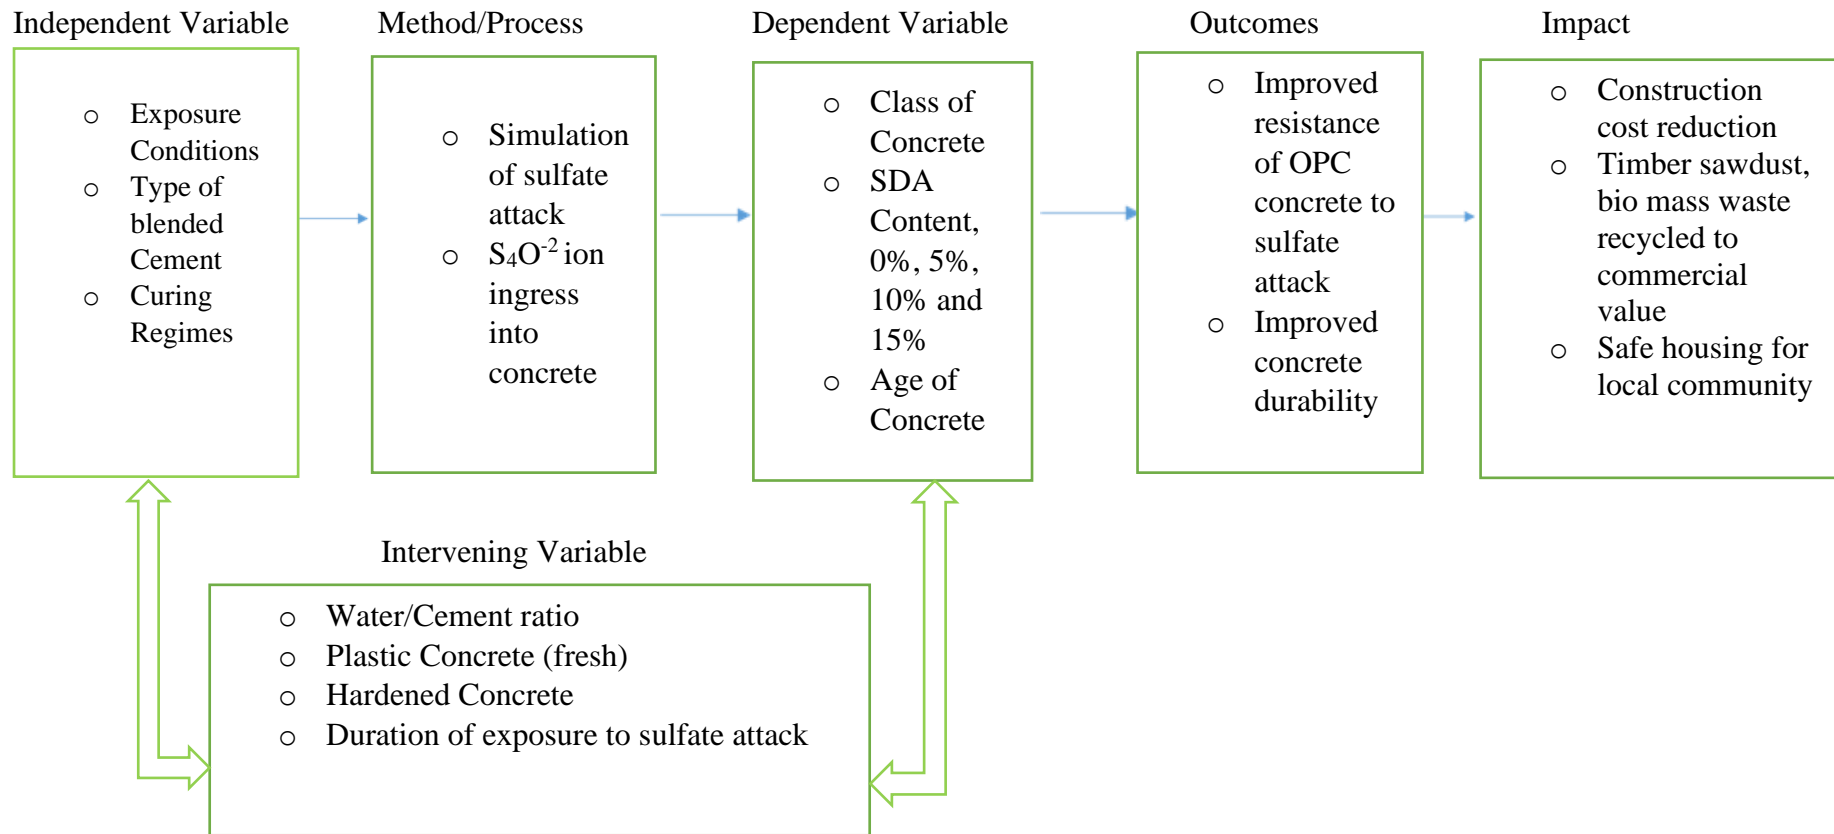 Independent Variable
Method/Process
Dependent Variable
Outcomes
Impact
o Exposure
Conditions
o Type of
blended
Cement
o Curing
Regimes
o Simulation
of sulfate
attack
o S₄O⁻² ion
ingress
into
concrete
o Class of
Concrete
o SDA
Content,
0%, 5%,
10% and
15%
o Age of
Concrete
o Improved
resistance
of OPC
concrete to
sulfate
attack
o Improved
concrete
durability
o Construction
cost reduction
o Timber sawdust,
bio mass waste
recycled to
commercial
value
o Safe housing for
local community
Intervening Variable
o Water/Cement ratio
o Plastic Concrete (fresh)
o Hardened Concrete
o Duration of exposure to sulfate attack